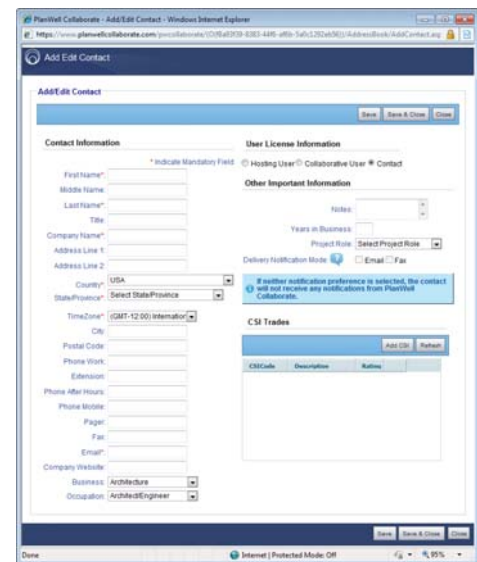 PlanWell Collaborate - Add/Edit Contact - Windows Internet Explorer
Add Edit Contact
Add/Edit Contact
Save Save & Close Close
Contact Information
* Indicate Mandatory Field
First Name*:
Middle Name:
Last Name*:
Title:
Company Name*:
Address Line 1:
Address Line 2:
Country*: USA
State/Province*: Select State/Province
TimeZone*: (GMT-12:00) Internation
City:
Postal Code:
Phone Work:
Extension:
Phone After Hours:
Phone Mobile:
Pager:
Fax:
Email*:
Company Website:
Business: Architecture
Occupation: Architect/Engineer
User License Information
Hosting User Collaborative User Contact
Other Important Information
Notes:
Years in Business:
Project Role: Select Project Role
Delivery Notification Mode: Email Fax
If neither notification preference is selected, the contact
will not receive any notifications from PlanWell
Collaborate.
CSI Trades
Add CSI Refresh
CSICode Description Rating
Save Save & Close Close
Done Internet | Protected Mode: Off 95%